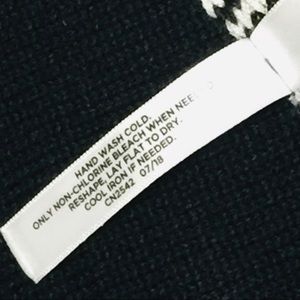 HAND WASH COLD.
ONLY NON-CHLORINE BLEACH WHEN
RESHAPE, LAY FLAT TO DRY.
COOL IRON IF NEEDED.
CN2542 07/18